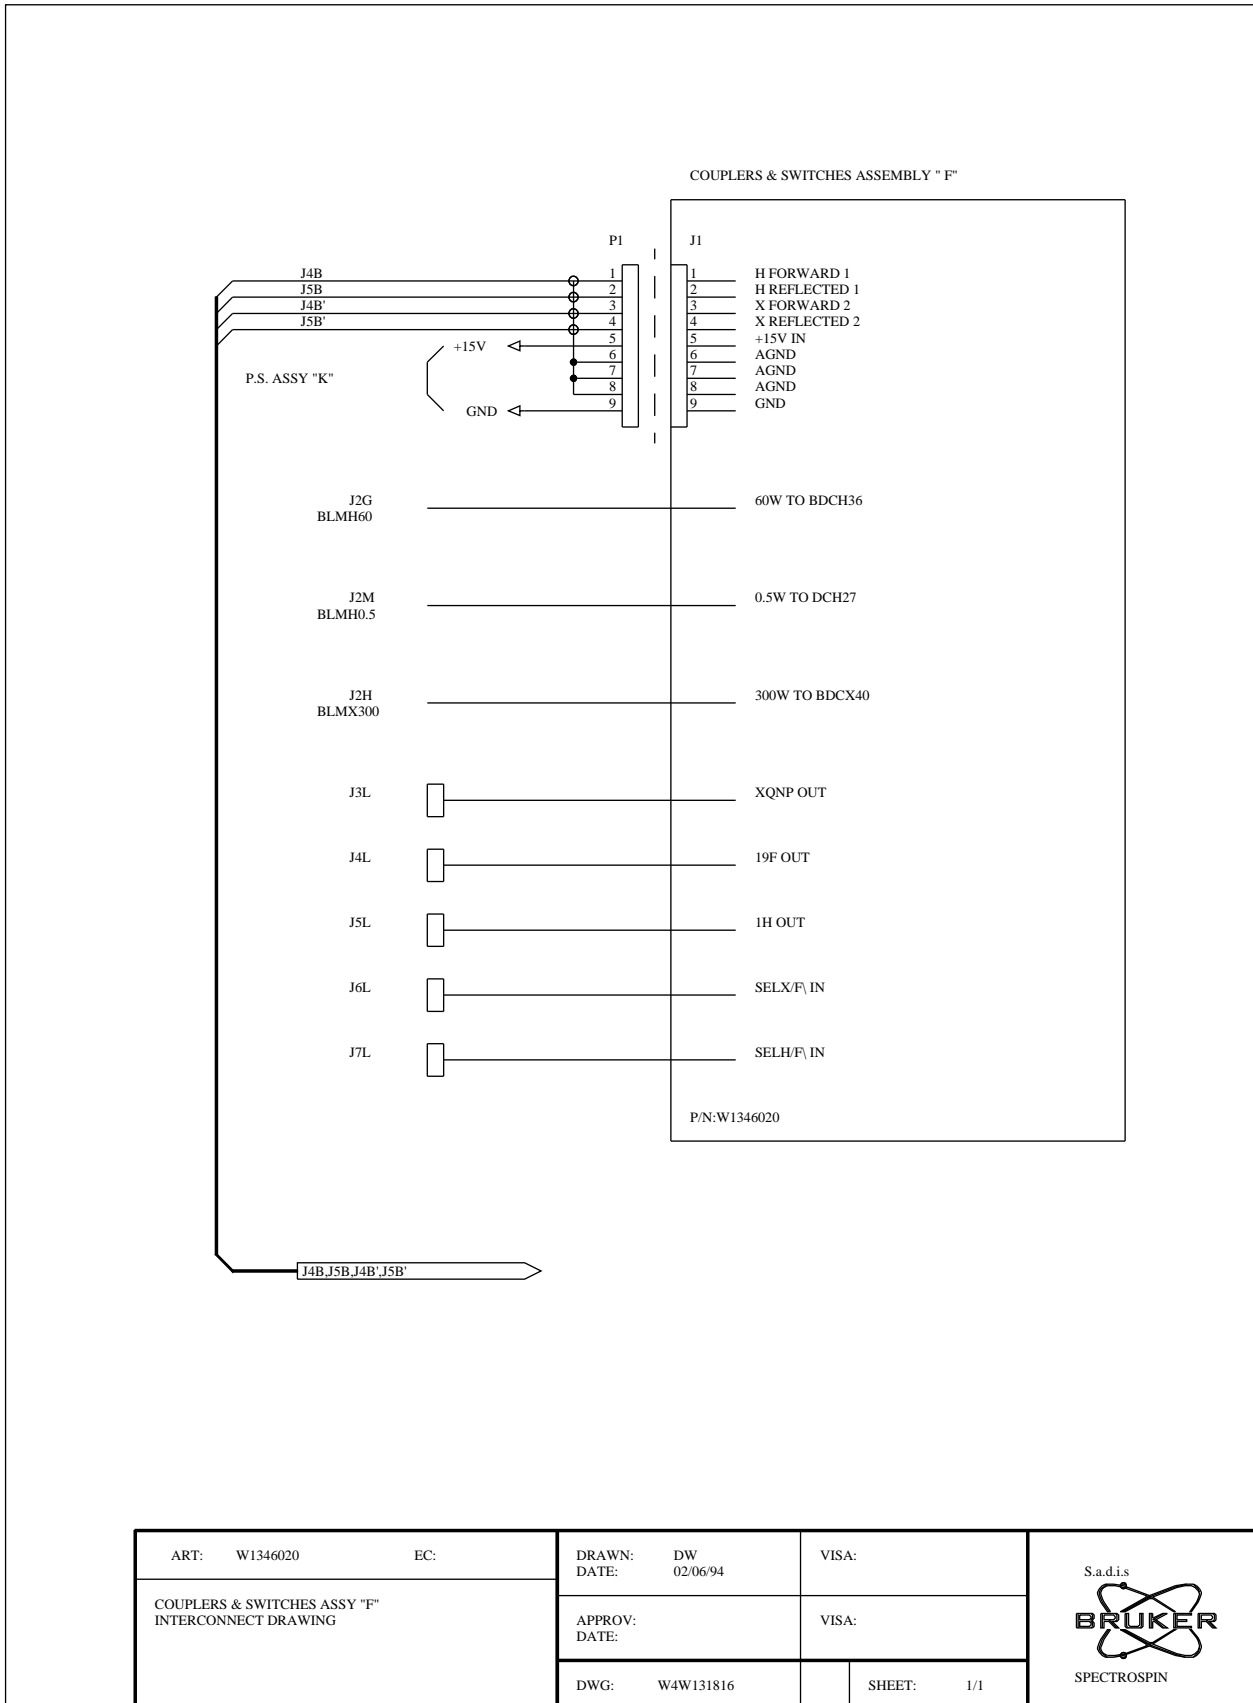 COUPLERS & SWITCHES ASSEMBLY " F"
P1 J1
J4B 1 1 H FORWARD 1
J5B 2 2 H REFLECTED 1
J4B' 3 3 X FORWARD 2
J5B' 4 4 X REFLECTED 2
+15V 5 5 +15V IN
6 6 AGND
P.S. ASSY "K" 7 7 AGND
8 8 AGND
GND 9 9 GND
J2G 60W TO BDCH36
BLMH60
J2M 0.5W TO DCH27
BLMH0.5
J2H 300W TO BDCX40
BLMX300
J3L XQNP OUT
J4L 19F OUT
J5L 1H OUT
J6L SELX/F\ IN
J7L SELH/F\ IN
P/N:W1346020
J4B,J5B,J4B',J5B'
ART: W1346020 EC:
COUPLERS & SWITCHES ASSY "F"
INTERCONNECT DRAWING
DRAWN: DW VISA:
DATE: 02/06/94
APPROV: VISA:
DATE:
DWG: W4W131816 SHEET: 1/1
S.a.d.i.s
BRUKER
SPECTROSPIN